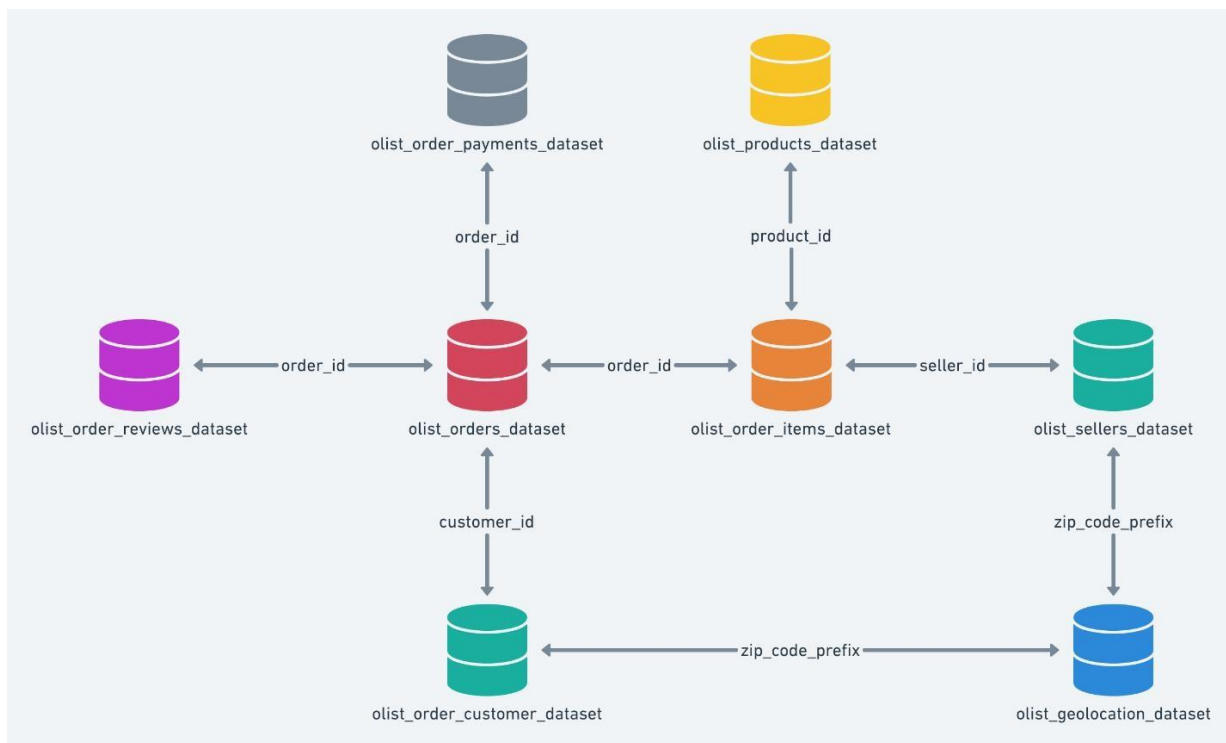 olist_order_payments_dataset
olist_products_dataset
order_id
product_id
order_id
order_id
seller_id
olist_order_reviews_dataset
olist_orders_dataset
olist_order_items_dataset
olist_sellers_dataset
customer_id
zip_code_prefix
zip_code_prefix
olist_order_customer_dataset
olist_geolocation_dataset